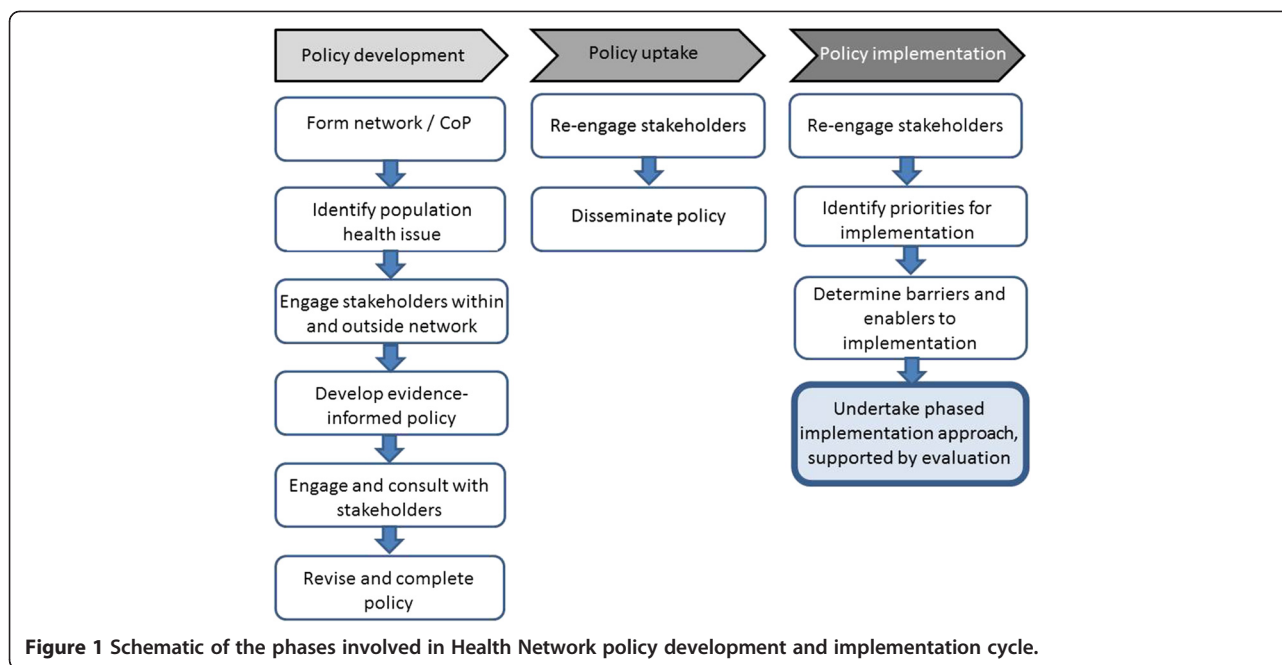 Policy development
Form network / CoP
Identify population
health issue
Engage stakeholders within
and outside network
Develop evidence-
informed policy
Engage and consult with
stakeholders
Revise and complete
policy
Policy uptake
Re-engage stakeholders
Disseminate policy
Policy implementation
Re-engage stakeholders
Identify priorities for
implementation
Determine barriers and
enablers to
implementation
Undertake phased
implementation approach,
supported by evaluation
Figure 1 Schematic of the phases involved in Health Network policy development and implementation cycle.